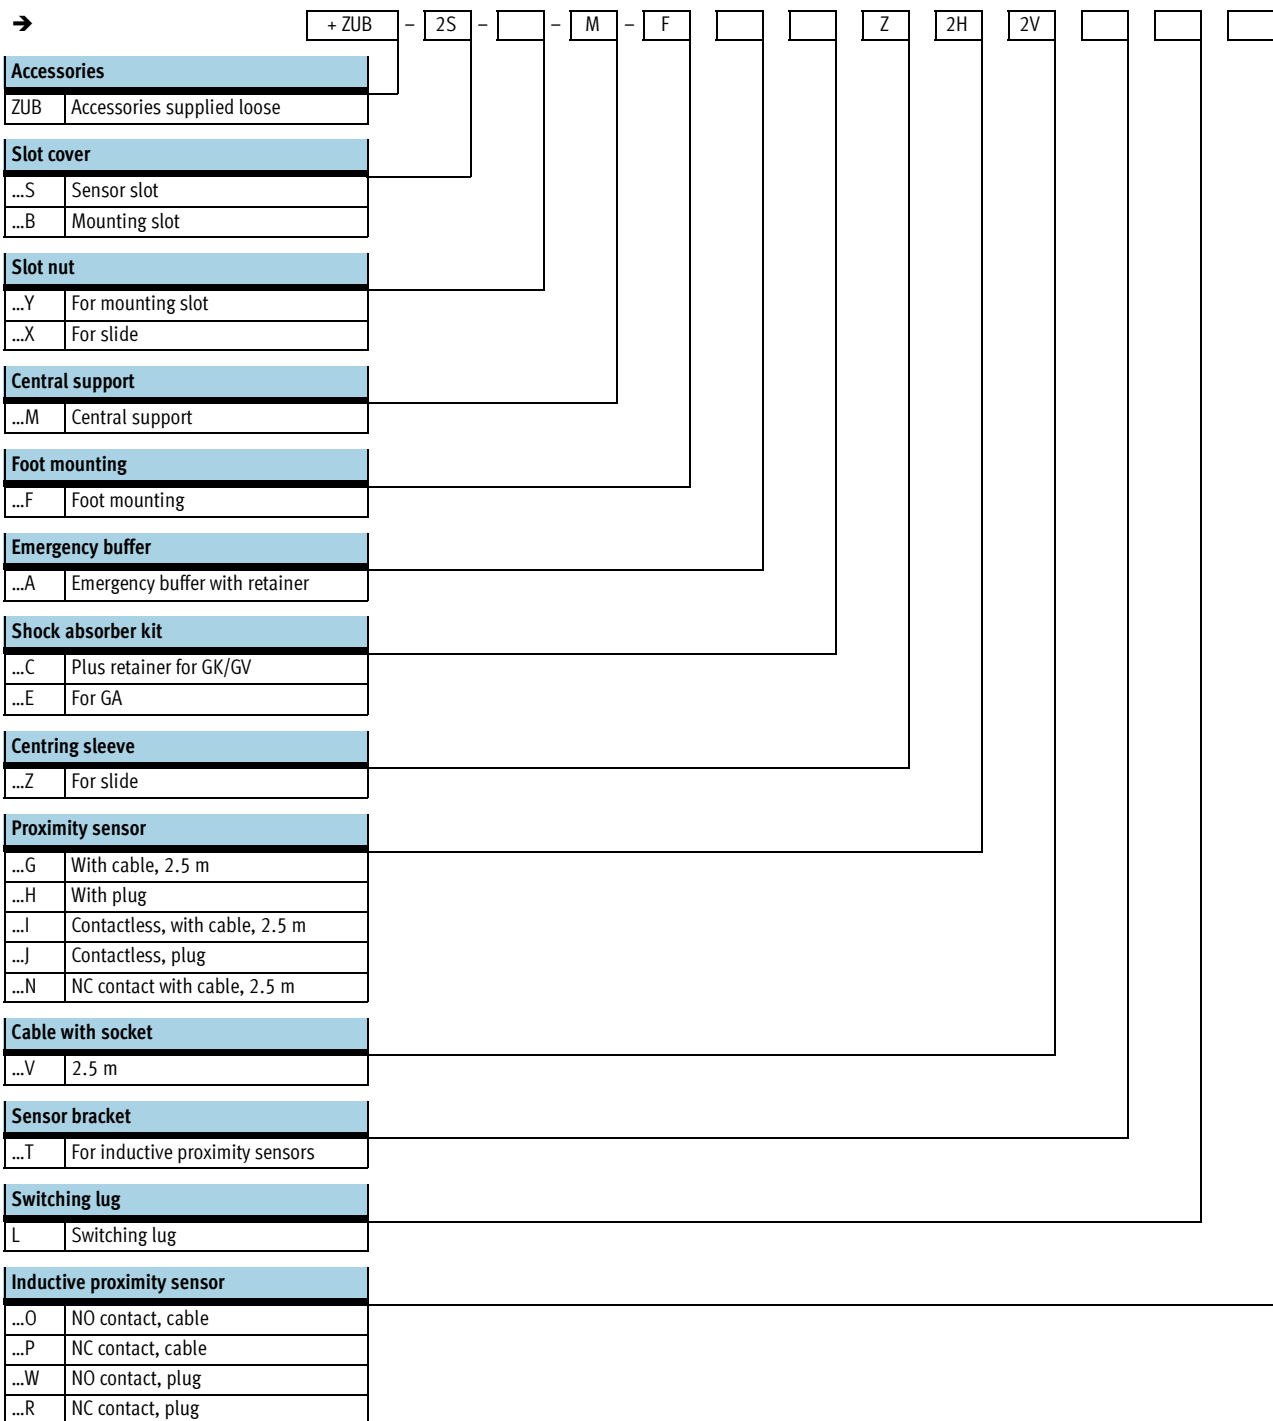 ➔ + ZUB – 2S – – M – F Z 2H 2V
Accessories
ZUB Accessories supplied loose
Slot cover
...S Sensor slot
...B Mounting slot
Slot nut
...Y For mounting slot
...X For slide
Central support
...M Central support
Foot mounting
...F Foot mounting
Emergency buffer
...A Emergency buffer with retainer
Shock absorber kit
...C Plus retainer for GK/GV
...E For GA
Centring sleeve
...Z For slide
Proximity sensor
...G With cable, 2.5 m
...H With plug
...I Contactless, with cable, 2.5 m
...J Contactless, plug
...N NC contact with cable, 2.5 m
Cable with socket
...V 2.5 m
Sensor bracket
...T For inductive proximity sensors
Switching lug
L Switching lug
Inductive proximity sensor
...O NO contact, cable
...P NC contact, cable
...W NO contact, plug
...R NC contact, plug